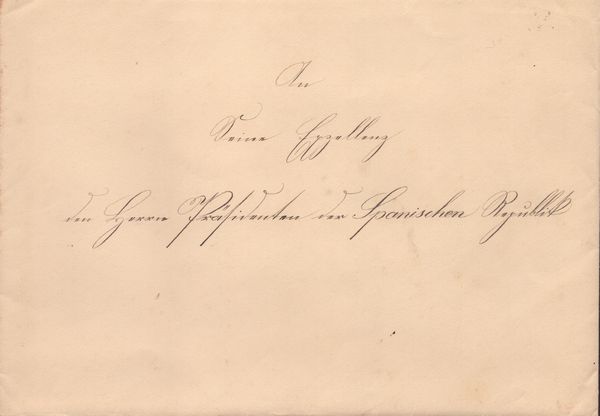 An
Seine Exzellenz
den Herrn Präsidenten der Spanischen Republik